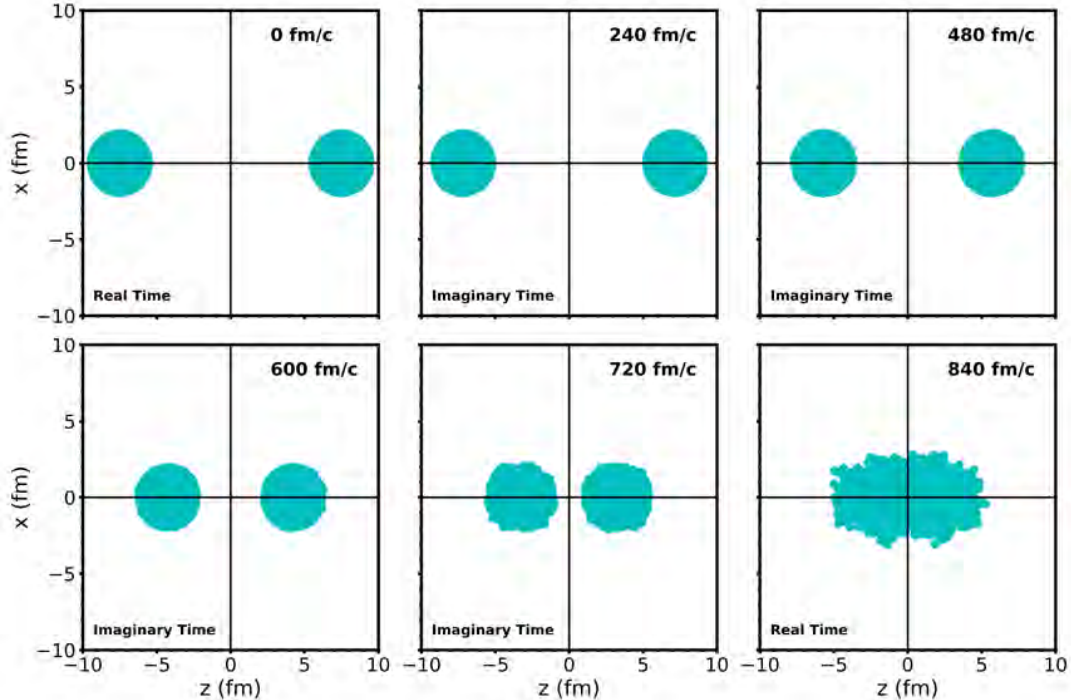 10
0 fm/c
240 fm/c
480 fm/c
5
x (fm)
0
−5
Real Time
Imaginary Time
Imaginary Time
−10
10
600 fm/c
720 fm/c
840 fm/c
5
x (fm)
0
−5
Imaginary Time
Imaginary Time
Real Time
−10
−10 −5 0 5 10
−10 −5 0 5 10
−10 −5 0 5 10
z (fm)
z (fm)
z (fm)